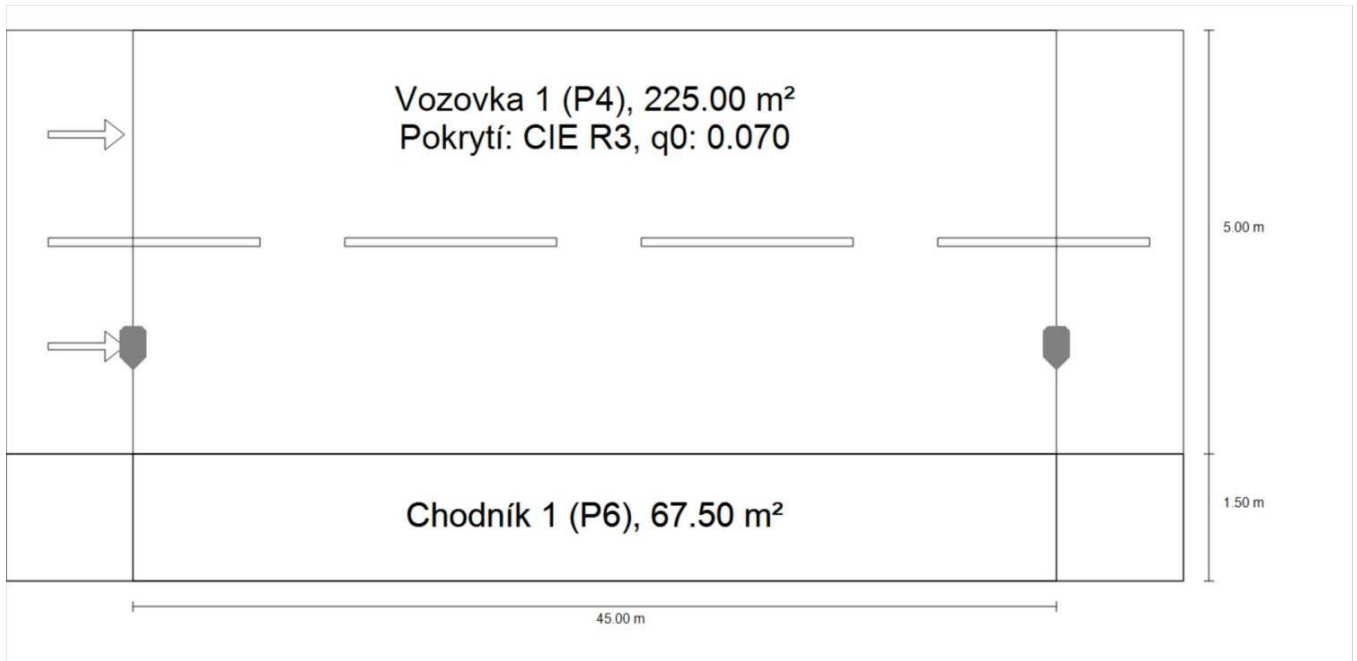 Vozovka 1 (P4), 225.00 m²
Pokrytí: CIE R3, q0: 0.070
5.00 m
Chodník 1 (P6), 67.50 m²
1.50 m
45.00 m